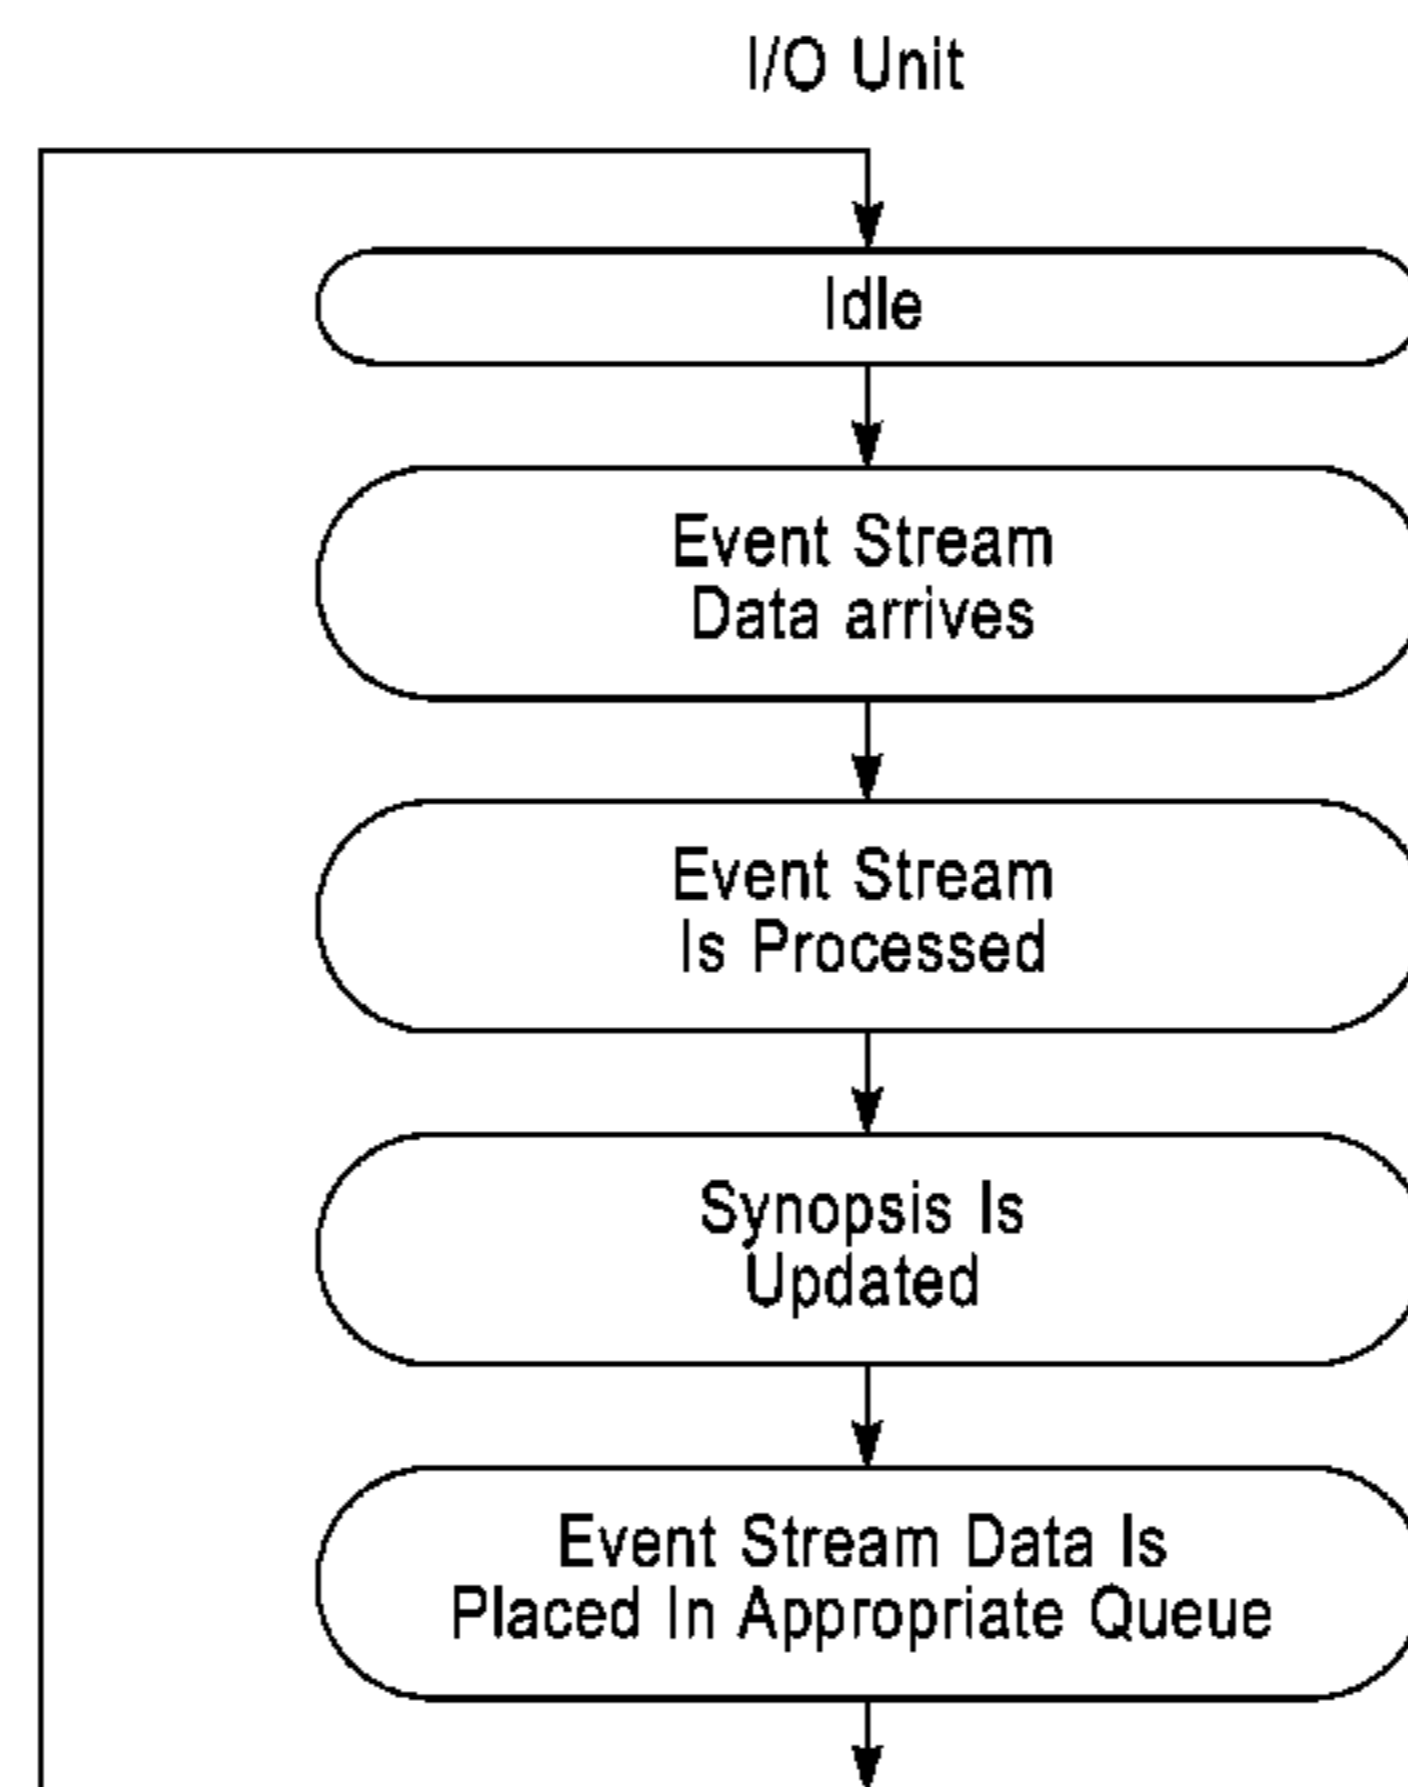 I/O Unit
Idle
Event Stream
Data arrives
Event Stream
Is Processed
Synopsis Is
Updated
Event Stream Data Is
Placed In Appropriate Queue